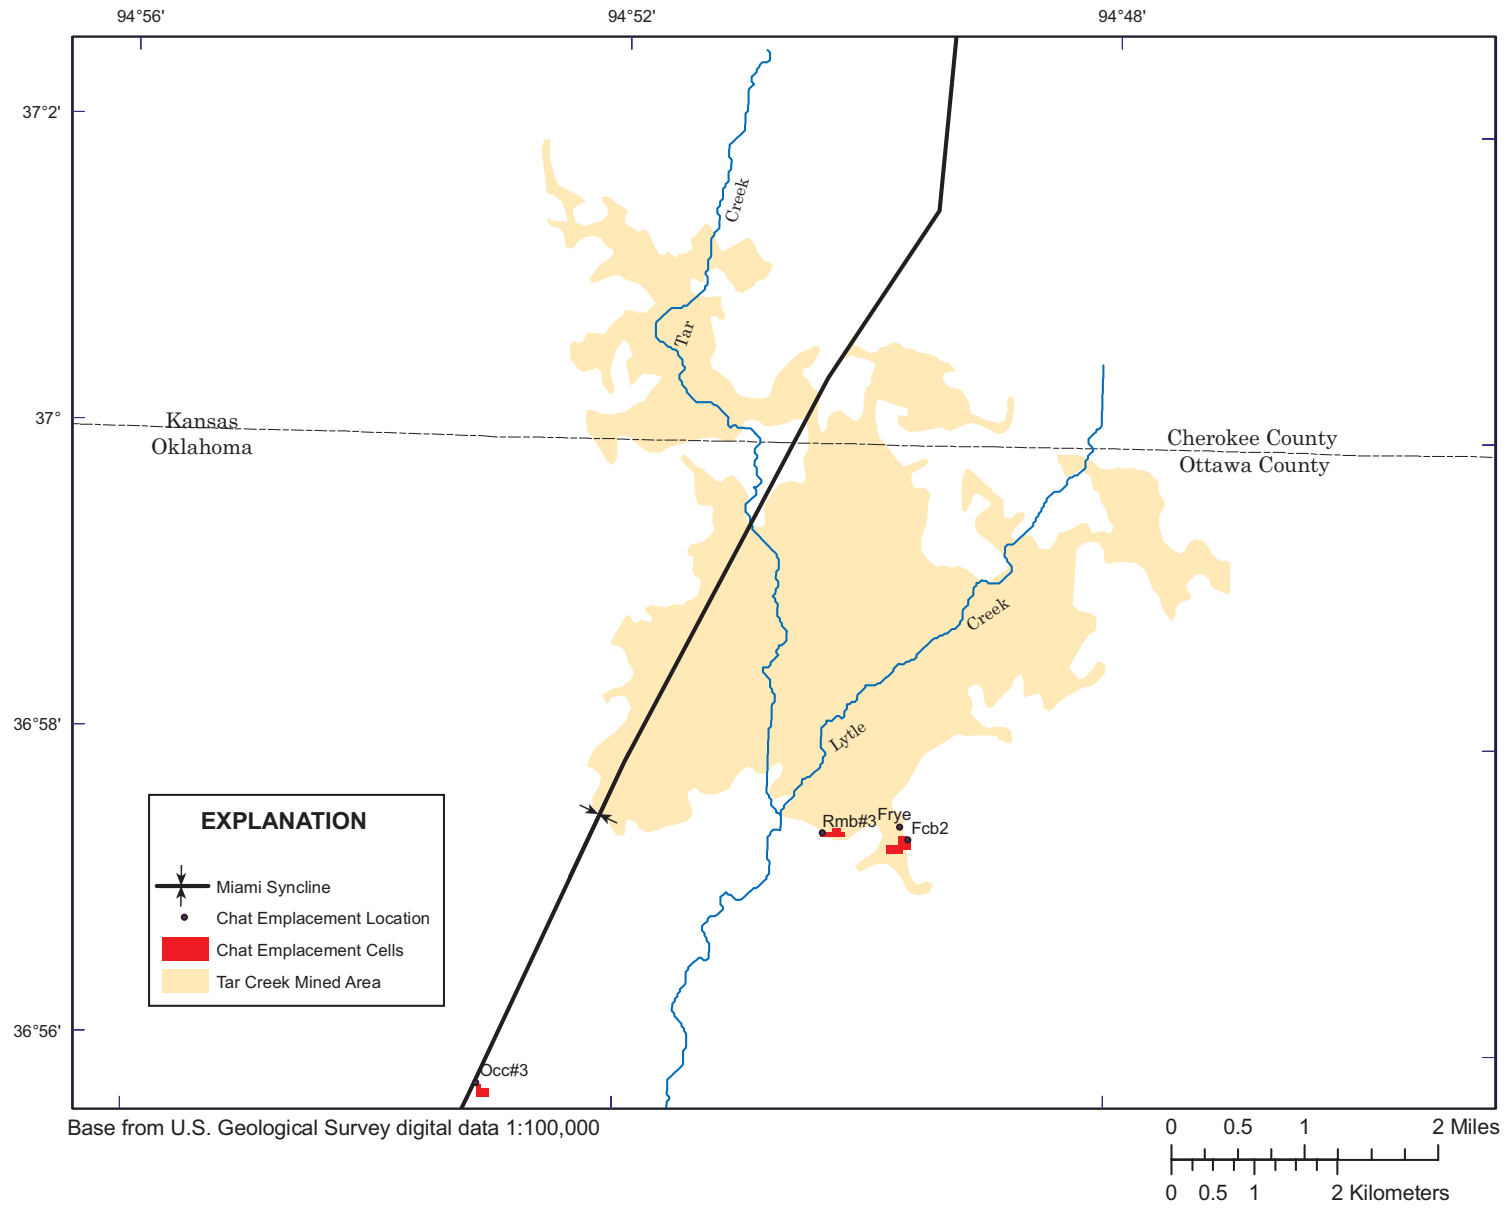 94°56'
94°52'
94°48'
37°2'
Creek
Tar
37°
Kansas
Oklahoma
Cherokee County
Ottawa County
Creek
36°58'
Lytle
EXPLANATION
Miami Syncline
Chat Emplacement Location
Chat Emplacement Cells
Tar Creek Mined Area
Rmb#3
Frye
Fcb2
36°56'
Occ#3
Base from U.S. Geological Survey digital data 1:100,000
0 0.5 1 2 Miles
0 0.5 1 2 Kilometers